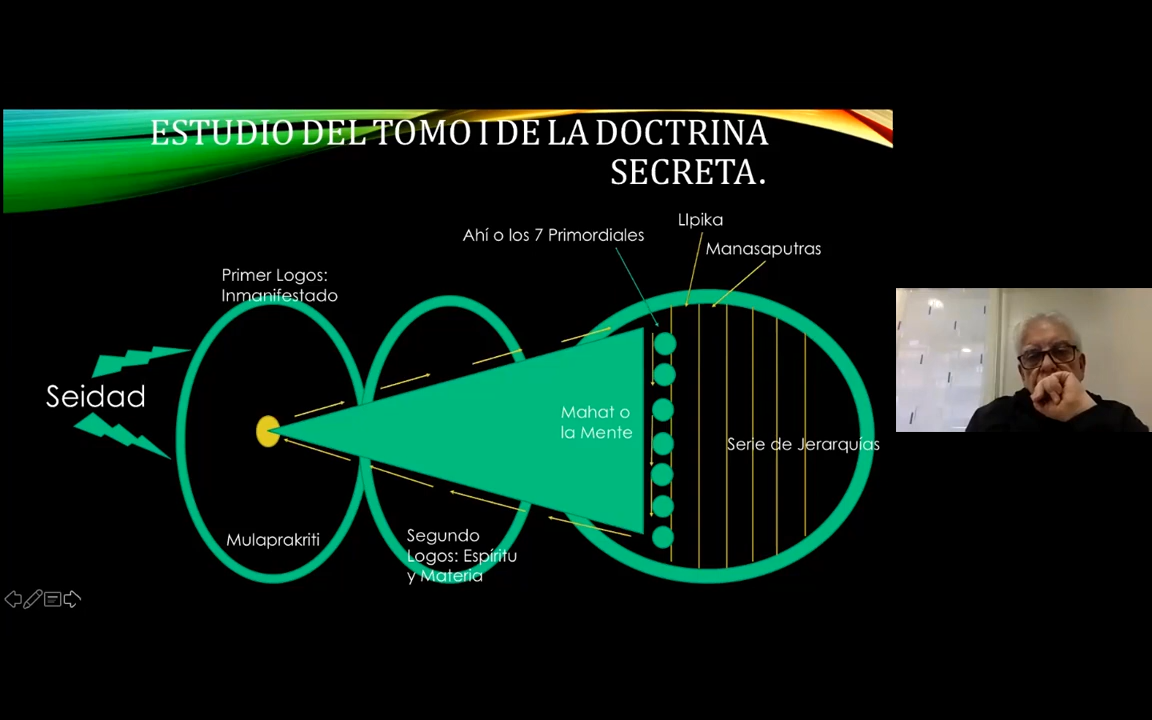 ESTUDIO DEL TOMO I DE LA DOCTRINA
SECRETA.
LIpika
Ahí o los 7 Primordiales
Manasaputras
Primer Logos:
Inmanifestado
Seidad
Mahat o
la Mente
Serie de Jerarquías
Mulaprakriti
Segundo
Logos: Espíritu
y Materia